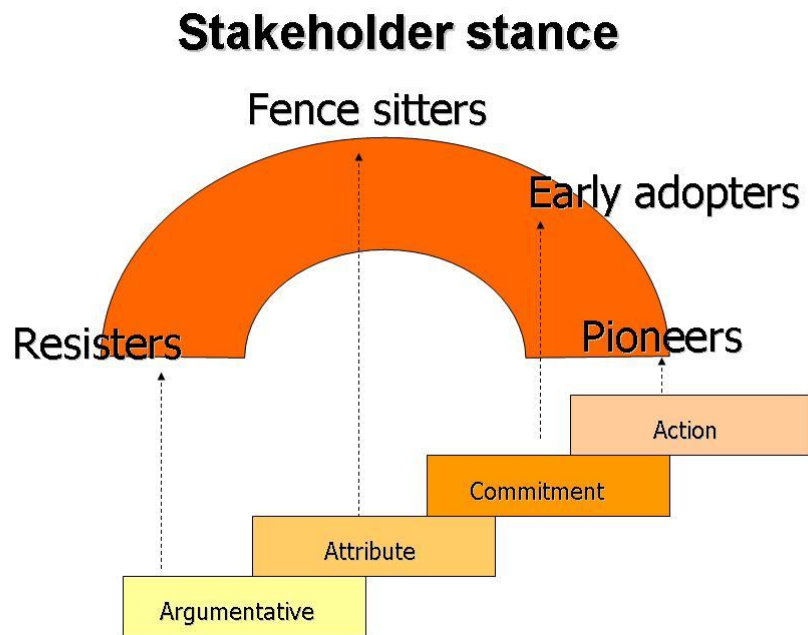 Stakeholder stance
Fence sitters
Early adopters
Resisters
Pioneers
Action
Commitment
Attribute
Argumentative